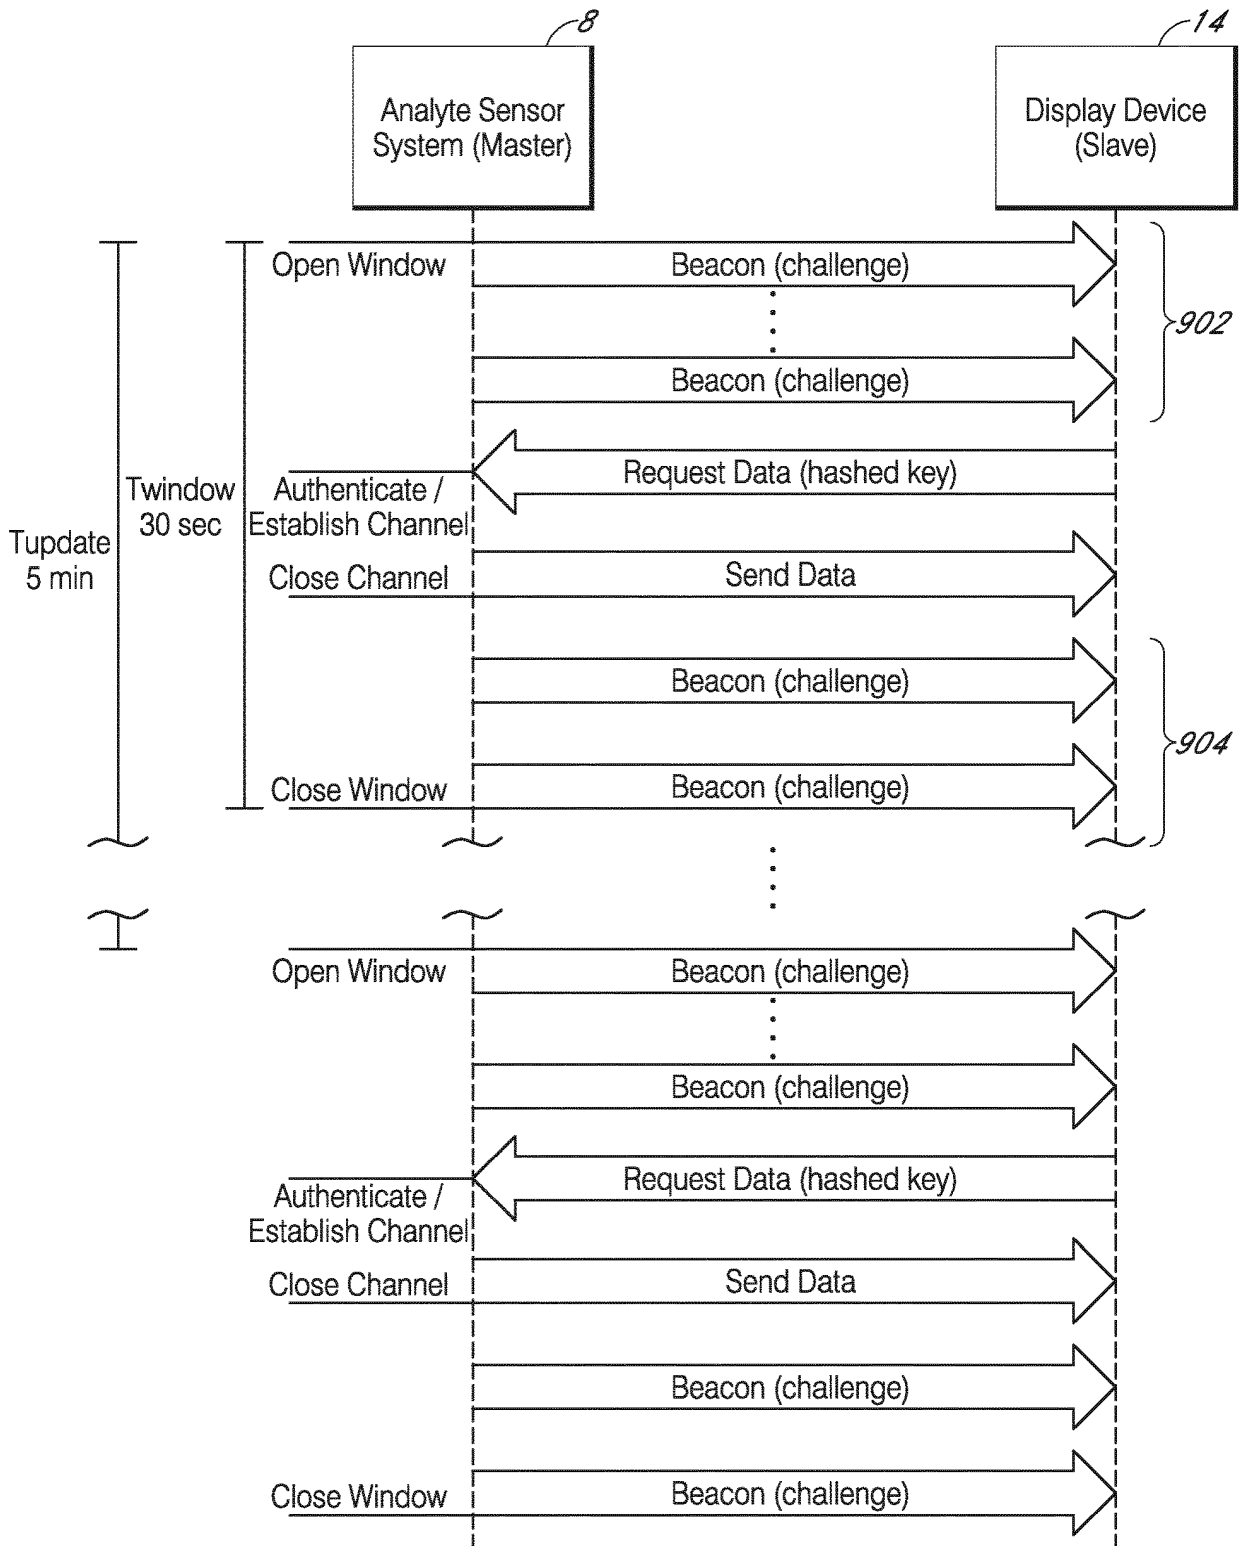 8
14
Analyte Sensor
System (Master)
Display Device
(Slave)
Open Window
Beacon (challenge)
902
Beacon (challenge)
Request Data (hashed key)
Twindow
30 sec
Authenticate /
Establish Channel
Tupdate
5 min
Close Channel
Send Data
Beacon (challenge)
904
Close Window
Beacon (challenge)
Open Window
Beacon (challenge)
Beacon (challenge)
Request Data (hashed key)
Authenticate /
Establish Channel
Close Channel
Send Data
Beacon (challenge)
Close Window
Beacon (challenge)